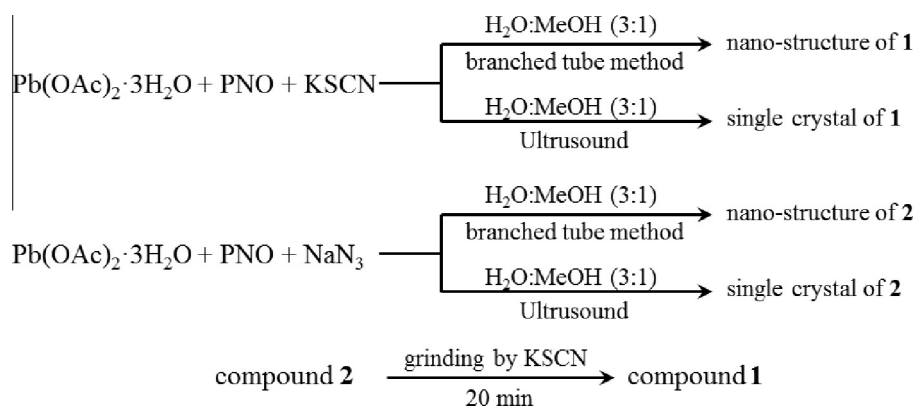 H₂O:MeOH (3:1)
nano-structure of 1
branched tube method
Pb(OAc)₂·3H₂O + PNO + KSCN
H₂O:MeOH (3:1)
single crystal of 1
Ultrusound
H₂O:MeOH (3:1)
nano-structure of 2
branched tube method
Pb(OAc)₂·3H₂O + PNO + NaN₃
H₂O:MeOH (3:1)
single crystal of 2
Ultrusound
compound 2 grinding by KSCN compound 1
20 min